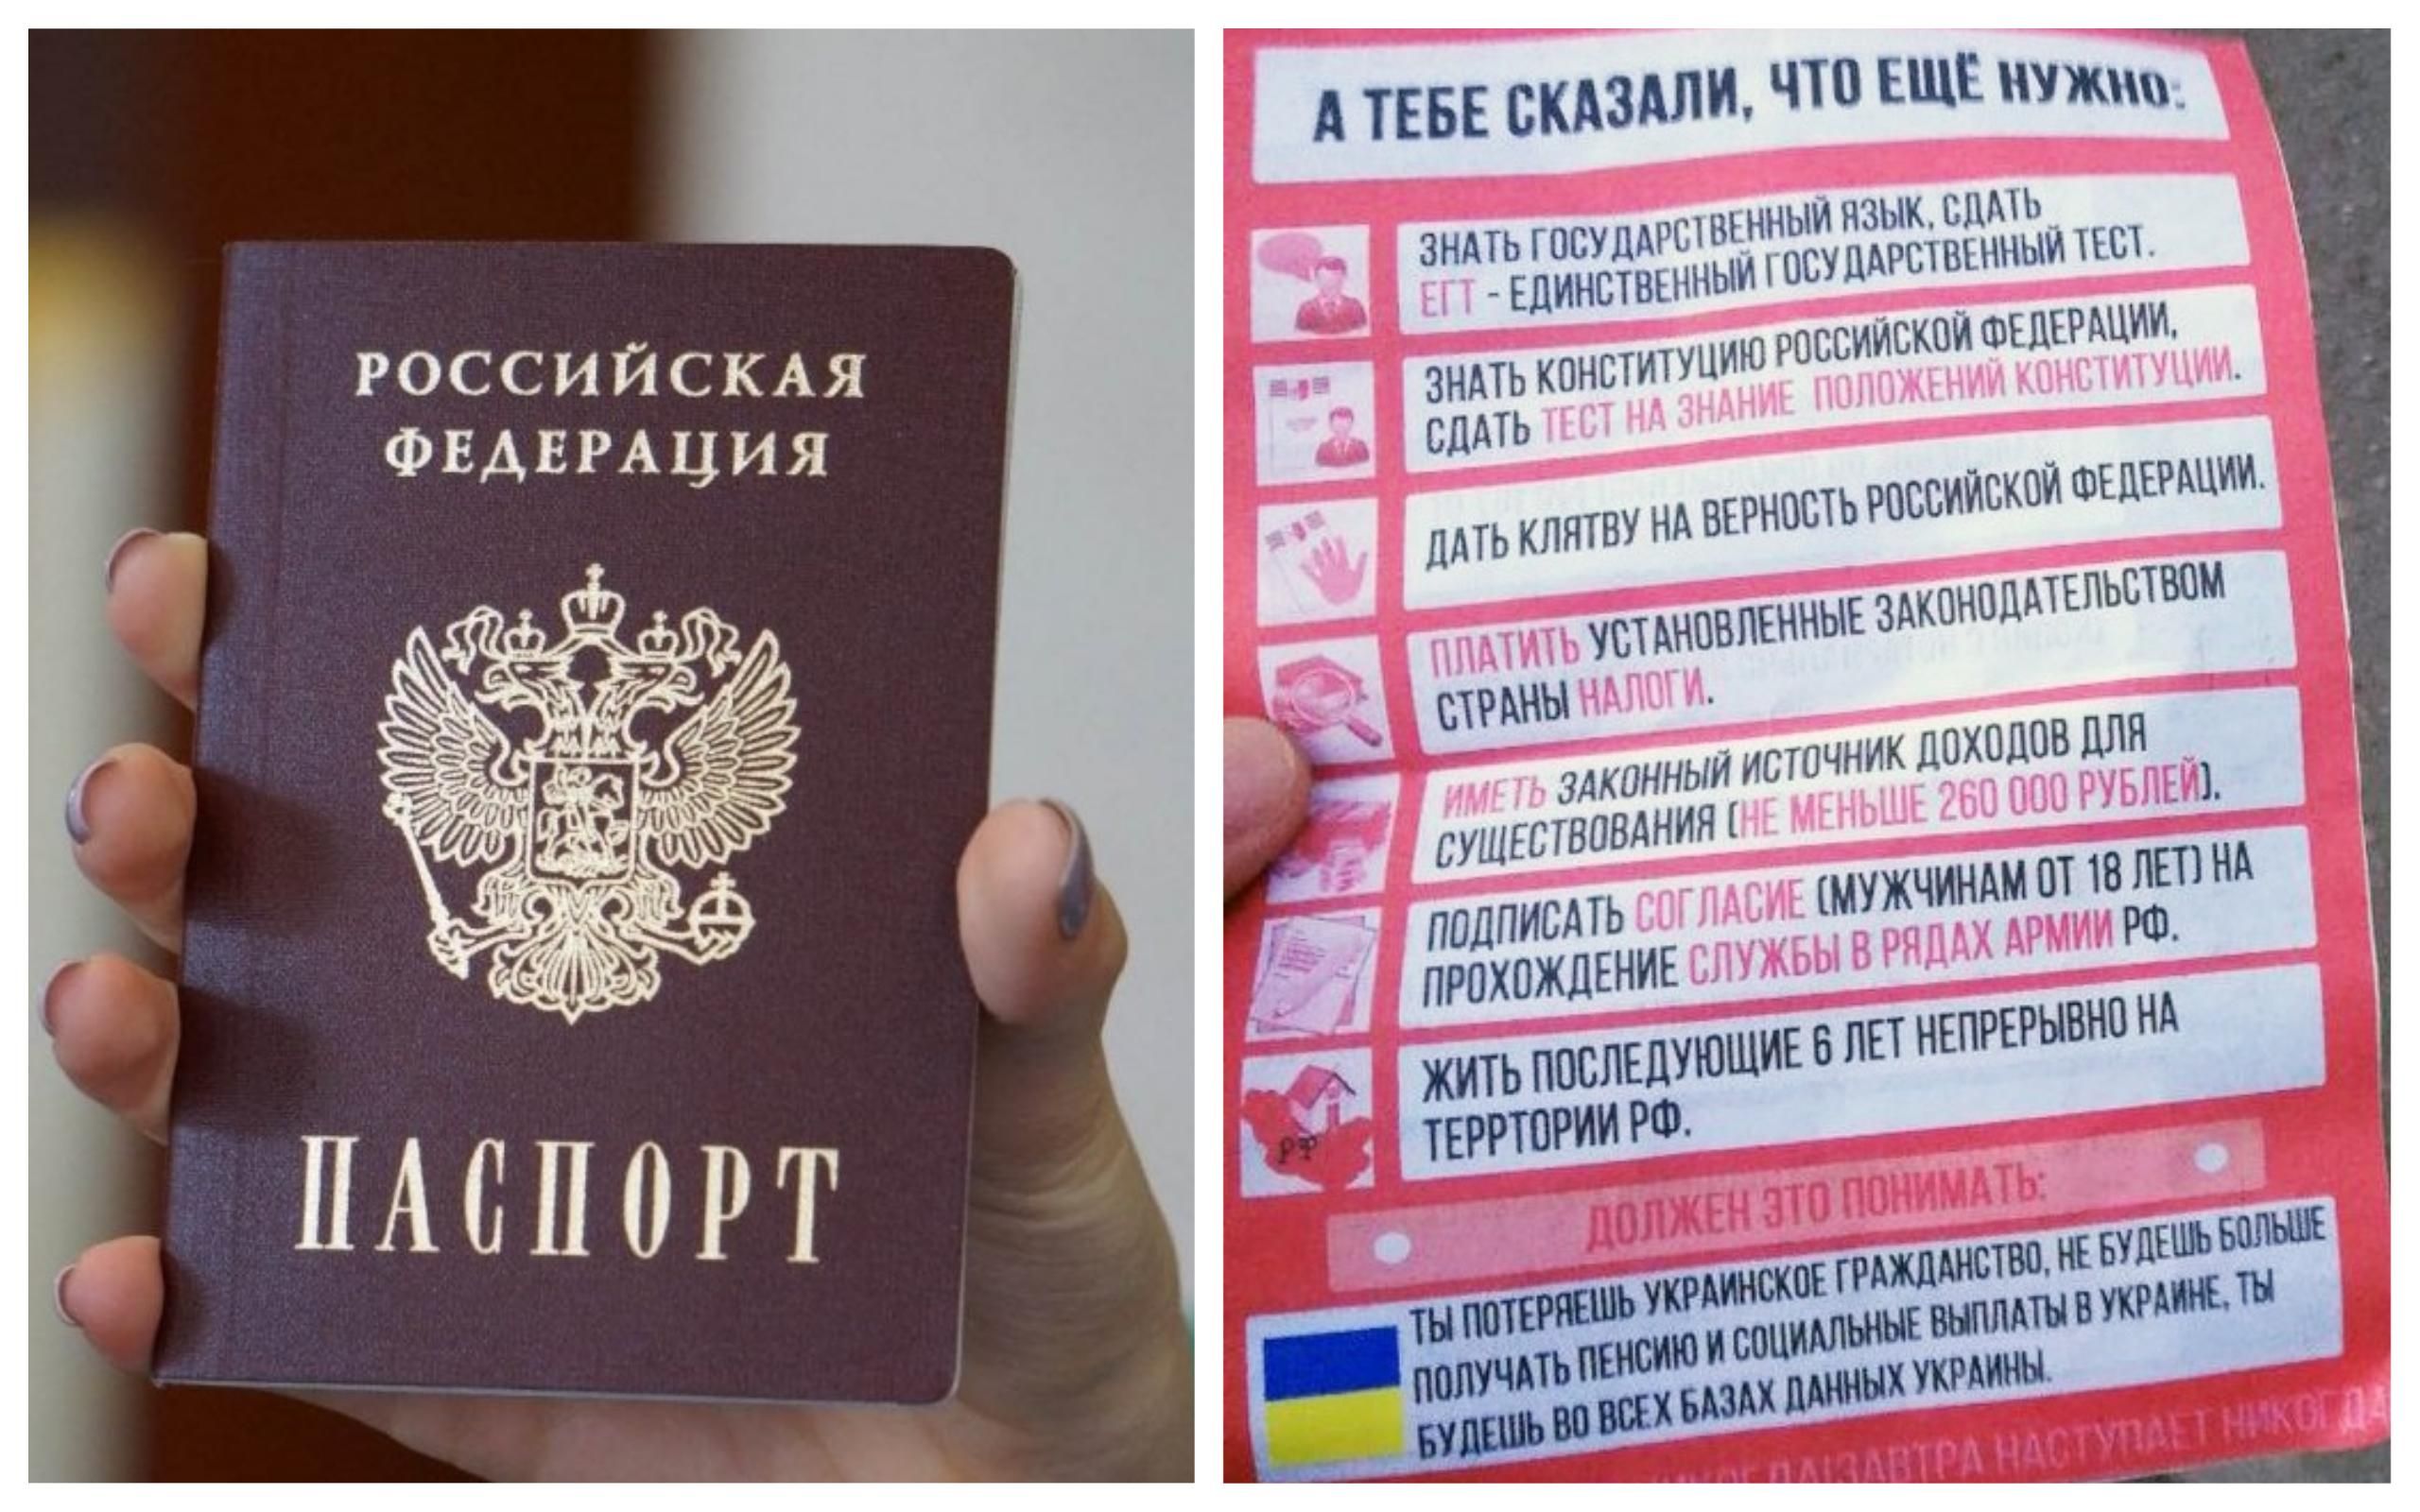 РОССИЙСКАЯ
ФЕДЕРАЦИЯ
ПАСПОРТ
А ТЕБЕ СКАЗАЛИ, ЧТО ЕЩЁ НУЖНО:
ЗНАТЬ ГОСУДАРСТВЕННЫЙ ЯЗЫК, СДАТЬ
ЕГТ - ЕДИНСТВЕННЫЙ ГОСУДАРСТВЕННЫЙ ТЕСТ.
ЗНАТЬ КОНСТИТУЦИЮ РОССИЙСКОЙ ФЕДЕРАЦИИ,
СДАТЬ ТЕСТ НА ЗНАНИЕ ПОЛОЖЕНИЙ КОНСТИТУЦИИ.
ДАТЬ КЛЯТВУ НА ВЕРНОСТЬ РОССИЙСКОЙ ФЕДЕРАЦИИ.
ПЛАТИТЬ УСТАНОВЛЕННЫЕ ЗАКОНОДАТЕЛЬСТВОМ
СТРАНЫ НАЛОГИ.
ИМЕТЬ ЗАКОННЫЙ ИСТОЧНИК ДОХОДОВ ДЛЯ
СУЩЕСТВОВАНИЯ (НЕ МЕНЬШЕ 260 000 РУБЛЕЙ).
ПОДПИСАТЬ СОГЛАСИЕ (МУЖЧИНАМ ОТ 18 ЛЕТ) НА
ПРОХОЖДЕНИЕ СЛУЖБЫ В РЯДАХ АРМИИ РФ.
ЖИТЬ ПОСЛЕДУЮЩИЕ 6 ЛЕТ НЕПРЕРЫВНО НА
ТЕРРТОРИИ РФ.
РФ
ДОЛЖЕН ЭТО ПОНИМАТЬ:
ТЫ ПОТЕРЯЕШЬ УКРАИНСКОЕ ГРАЖДАНСТВО, НЕ БУДЕШЬ БОЛЬШЕ
ПОЛУЧАТЬ ПЕНСИЮ И СОЦИАЛЬНЫЕ ВЫПЛАТЫ В УКРАИНЕ, ТЫ
БУДЕШЬ ВО ВСЕХ БАЗАХ ДАННЫХ УКРАИНЫ.
ЗАВТРА НАСТУПАЕТ НИКОГДА